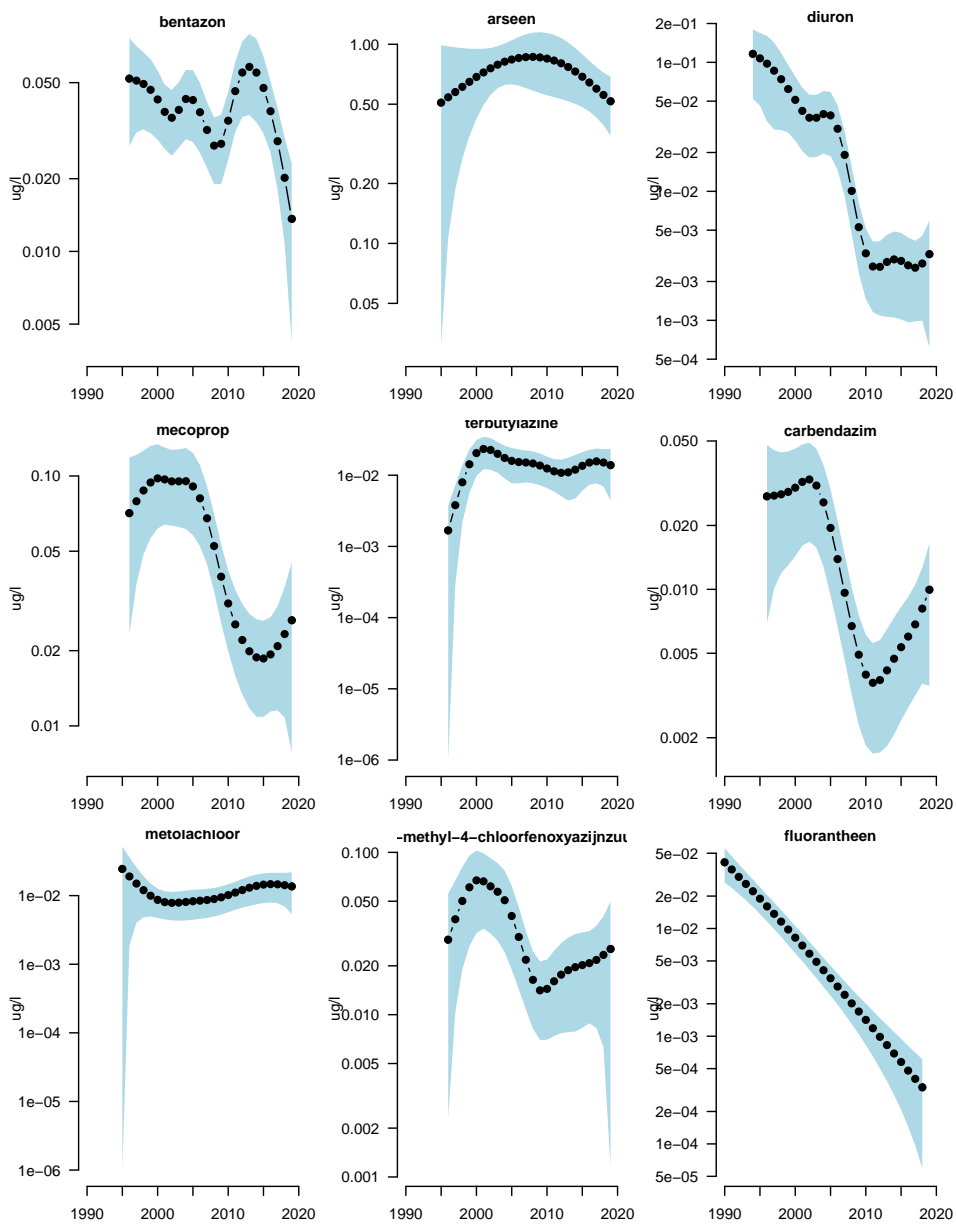 bentazon
ug/l
0.050
0.020
0.010
0.005
1990 2000 2010 2020
arseen
ug/l
1.00
0.50
0.20
0.10
0.05
1990 2000 2010 2020
diuron
ug/l
2e−01
1e−01
5e−02
2e−02
1e−02
5e−03
2e−03
1e−03
5e−04
1990 2000 2010 2020
mecoprop
ug/l
0.10
0.05
0.02
0.01
1990 2000 2010 2020
terbutylazine
ug/l
1e−02
1e−03
1e−04
1e−05
1e−06
1990 2000 2010 2020
carbendazim
ug/l
0.050
0.020
0.010
0.005
0.002
1990 2000 2010 2020
metolachloor
ug/l
1e−02
1e−03
1e−04
1e−05
1e−06
1990 2000 2010 2020
−methyl−4−chloorfenoxyazijnzuu
ug/l
0.100
0.050
0.020
0.010
0.005
0.002
0.001
1990 2000 2010 2020
fluorantheen
ug/l
5e−02
2e−02
1e−02
5e−03
2e−03
1e−03
5e−04
2e−04
1e−04
5e−05
1990 2000 2010 2020